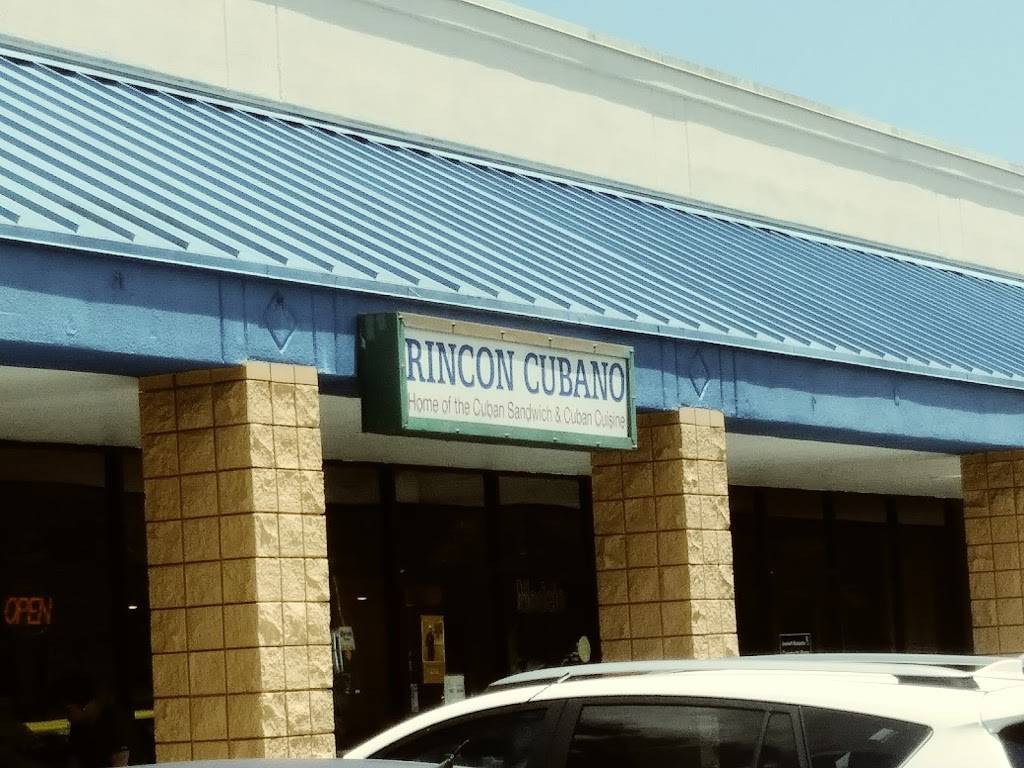 RINCON CUBANO
Home of the Cuban Sandwich & Cuban Cuisine
OPEN